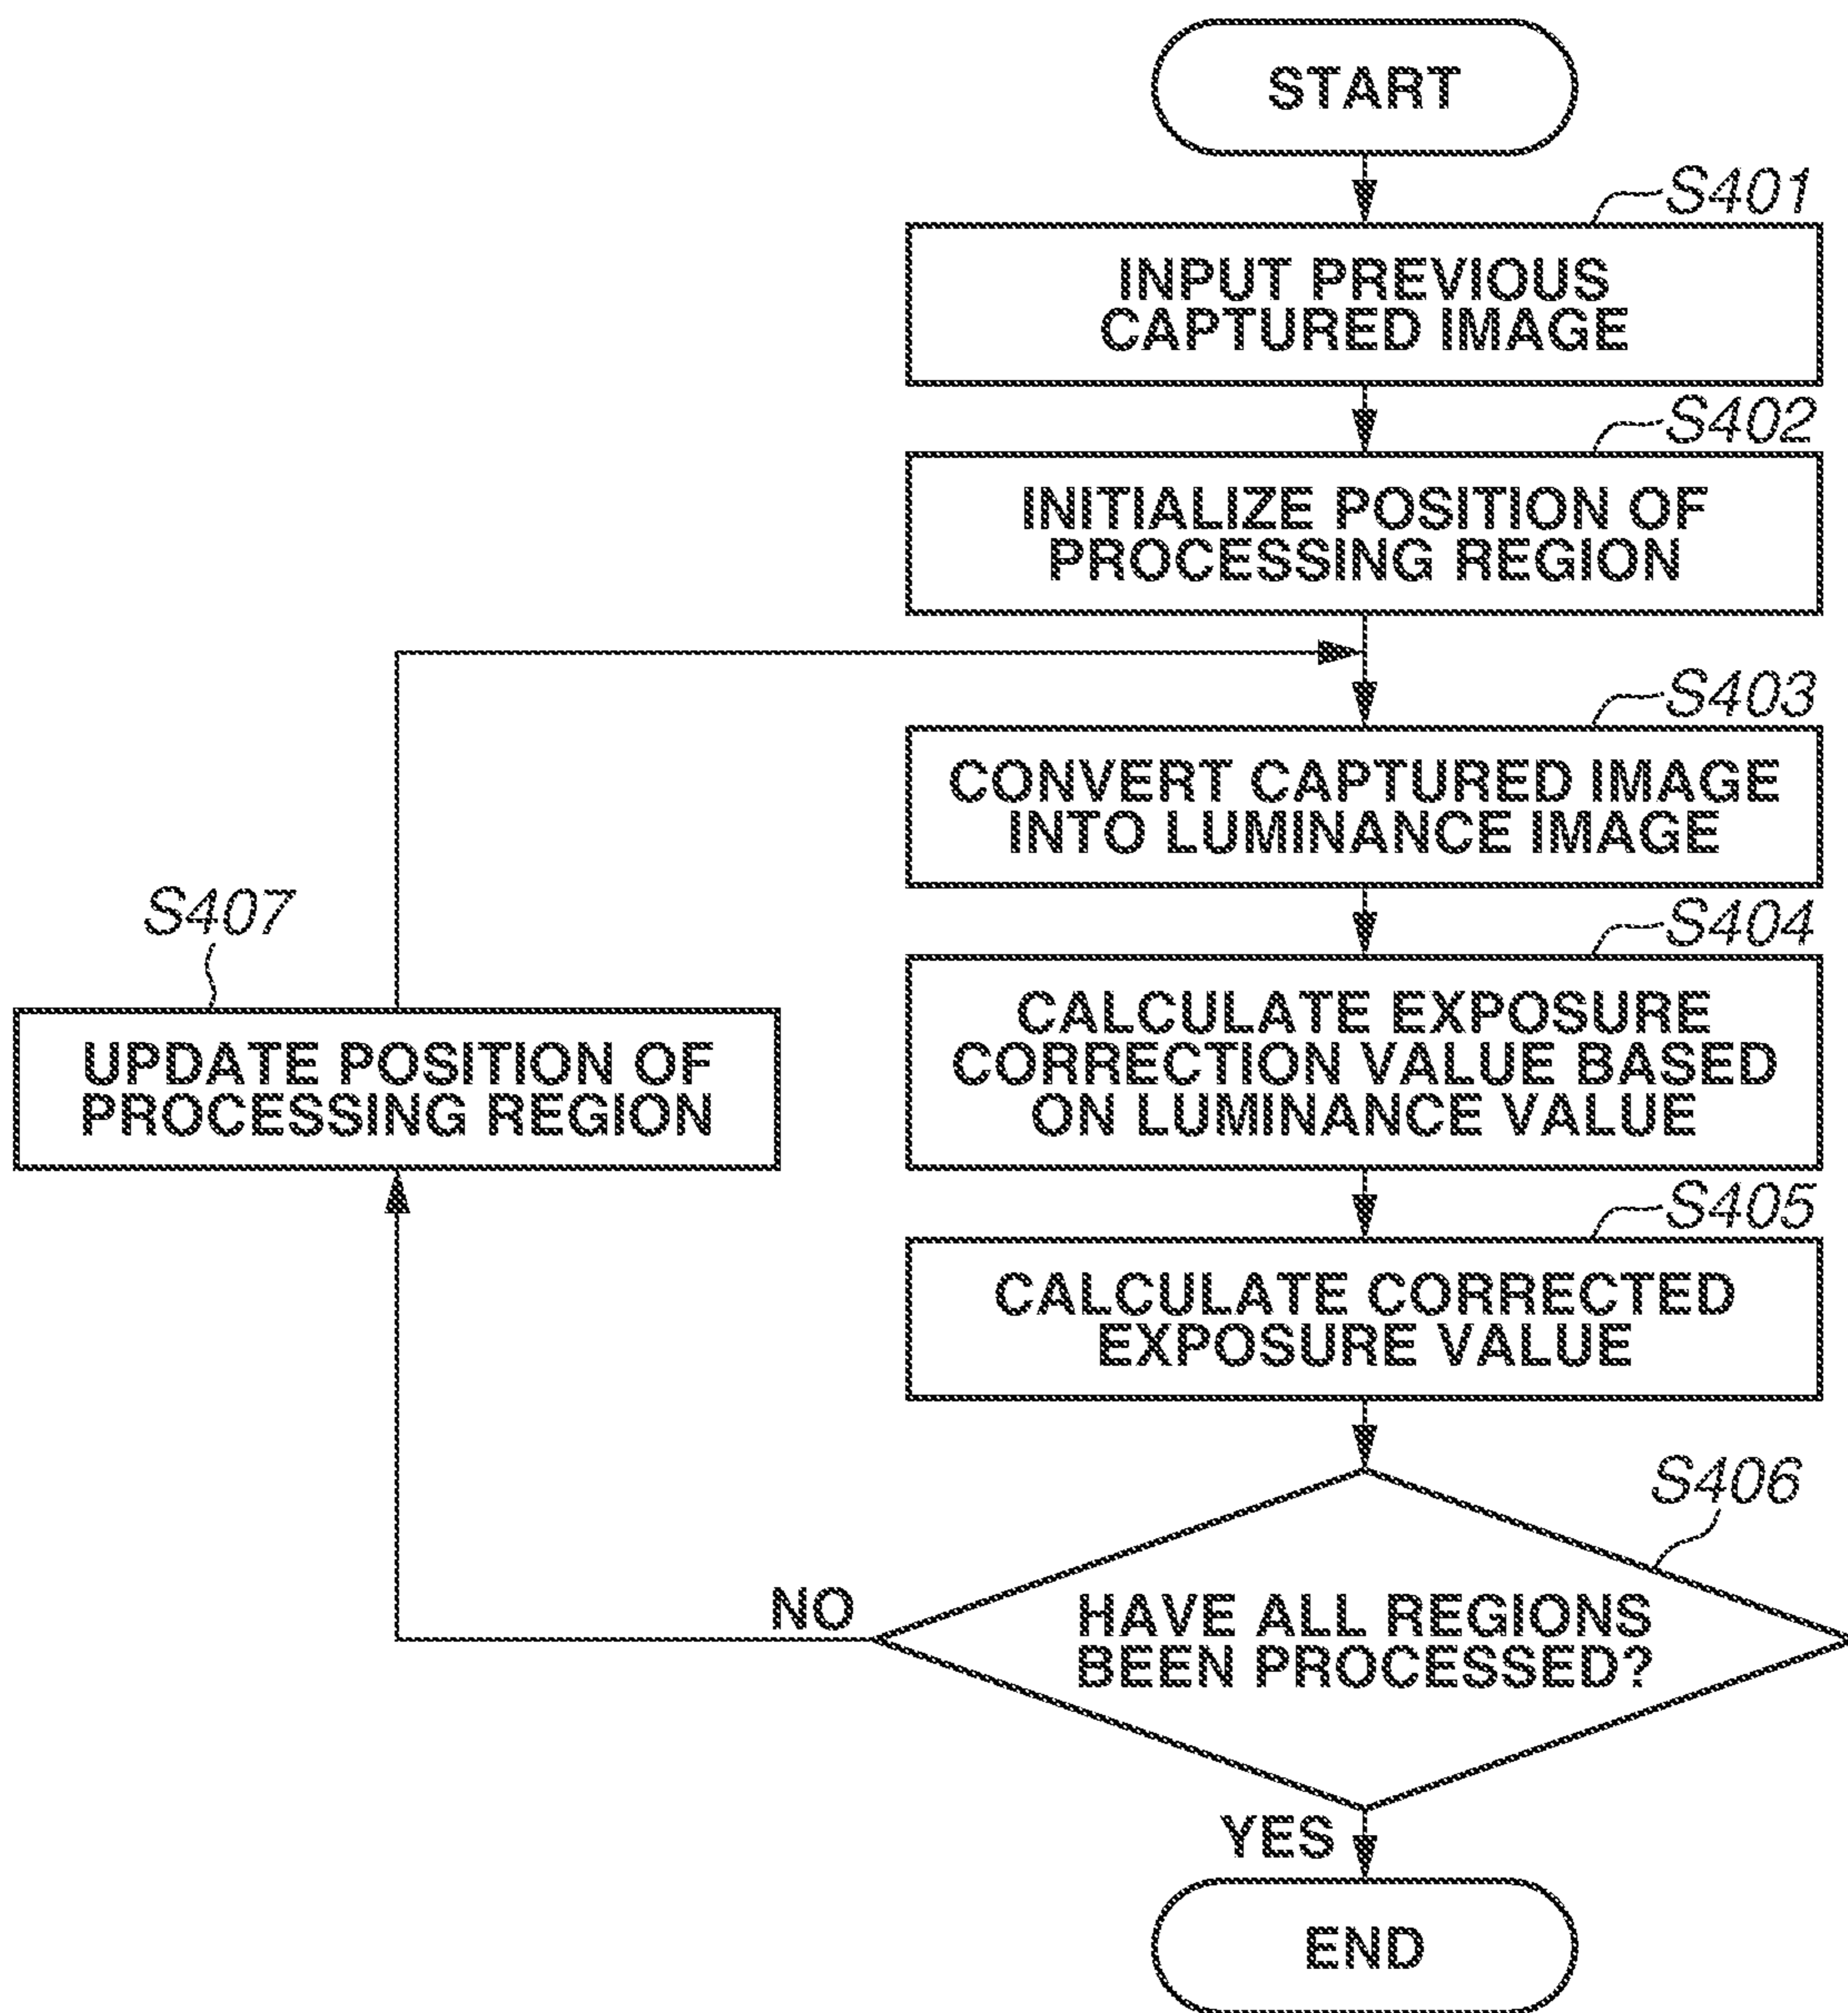 START
S401
INPUT PREVIOUS
CAPTURED IMAGE
S402
INITIALIZE POSITION OF
PROCESSING REGION
S403
CONVERT CAPTURED IMAGE
INTO LUMINANCE IMAGE
S404
CALCULATE EXPOSURE
CORRECTION VALUE BASED
ON LUMINANCE VALUE
S405
CALCULATE CORRECTED
EXPOSURE VALUE
S406
HAVE ALL REGIONS
BEEN PROCESSED?
NO
S407
UPDATE POSITION OF
PROCESSING REGION
YES
END